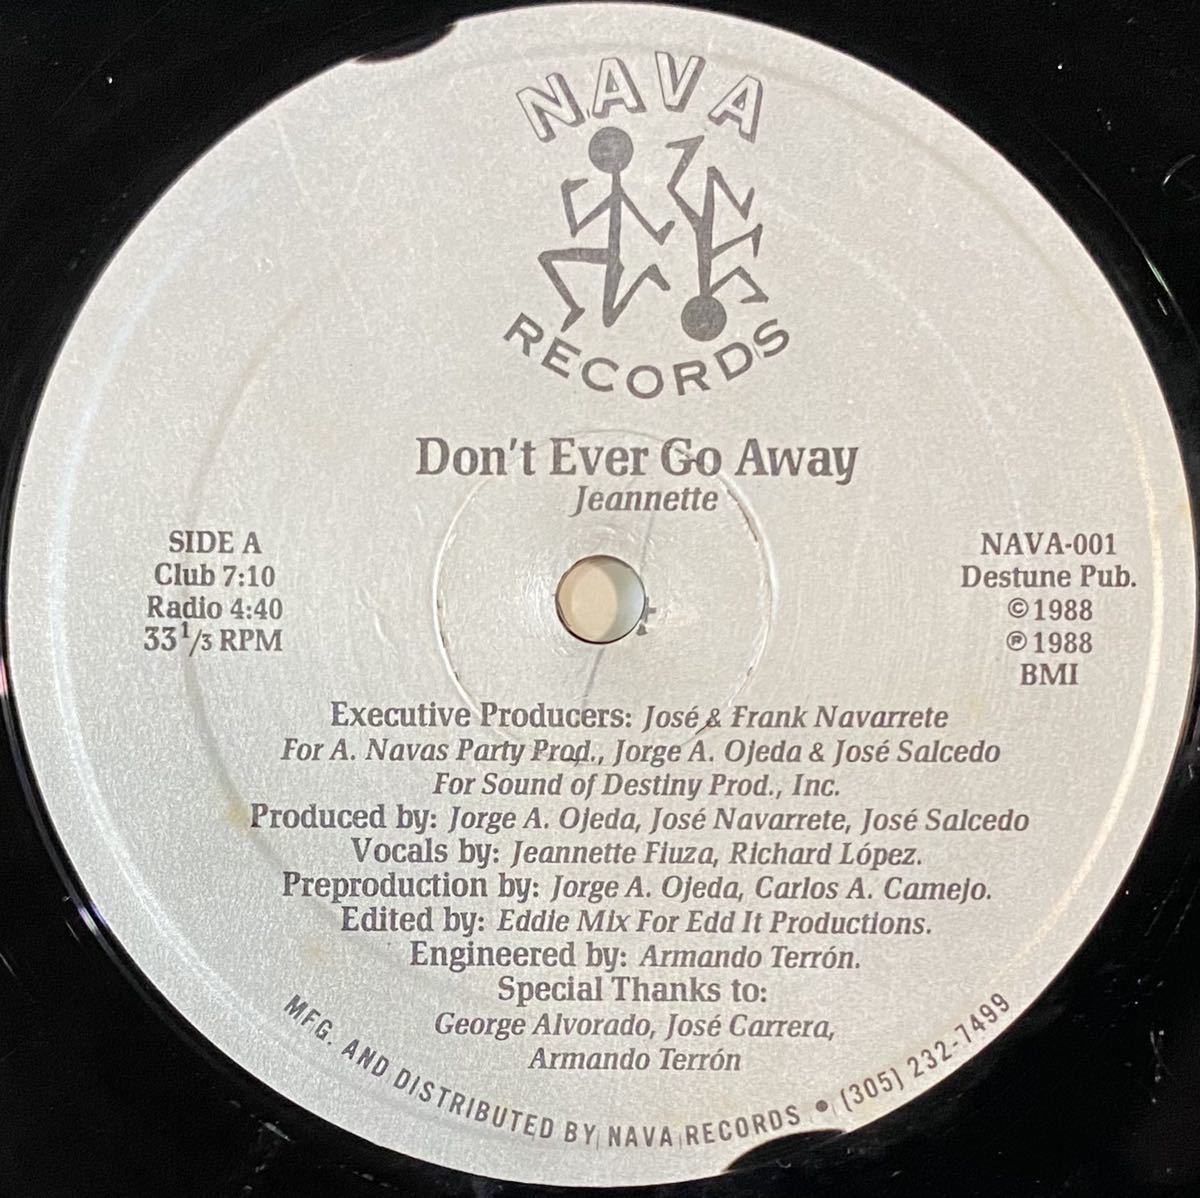 NAVA
RECORDS
Don't Ever Go Away
Jeannette
SIDE A
Club 7:10
Radio 4:40
33 1/3 RPM
NAVA-001
Destune Pub.
© 1988
℗ 1988
BMI
Executive Producers: José & Frank Navarrete
For A. Navas Party Prod., Jorge A. Ojeda & José Salcedo
For Sound of Destiny Prod., Inc.
Produced by: Jorge A. Ojeda, José Navarrete, José Salcedo
Vocals by: Jeannette Fiuza, Richard López.
Preproduction by: Jorge A. Ojeda, Carlos A. Camejo.
Edited by: Eddie Mix For Edd It Productions.
Engineered by: Armando Terrón.
Special Thanks to:
George Alvorado, José Carrera,
Armando Terrón
MFG. AND DISTRIBUTED BY NAVA RECORDS • (305) 232-7499